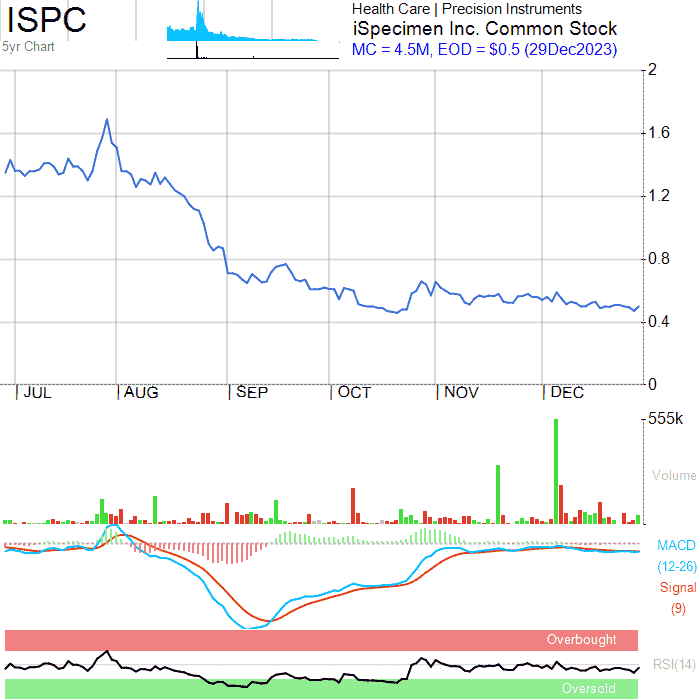 ISPC
5yr Chart
Health Care | Precision Instruments
iSpecimen Inc. Common Stock
MC = 4.5M, EOD = $0.5 (29Dec2023)
2
1.6
1.2
0.8
0.4
0
JUL AUG SEP OCT NOV DEC
555k
Volume
MACD
(12-26)
Signal
(9)
Overbought
RSI(14)
Oversold